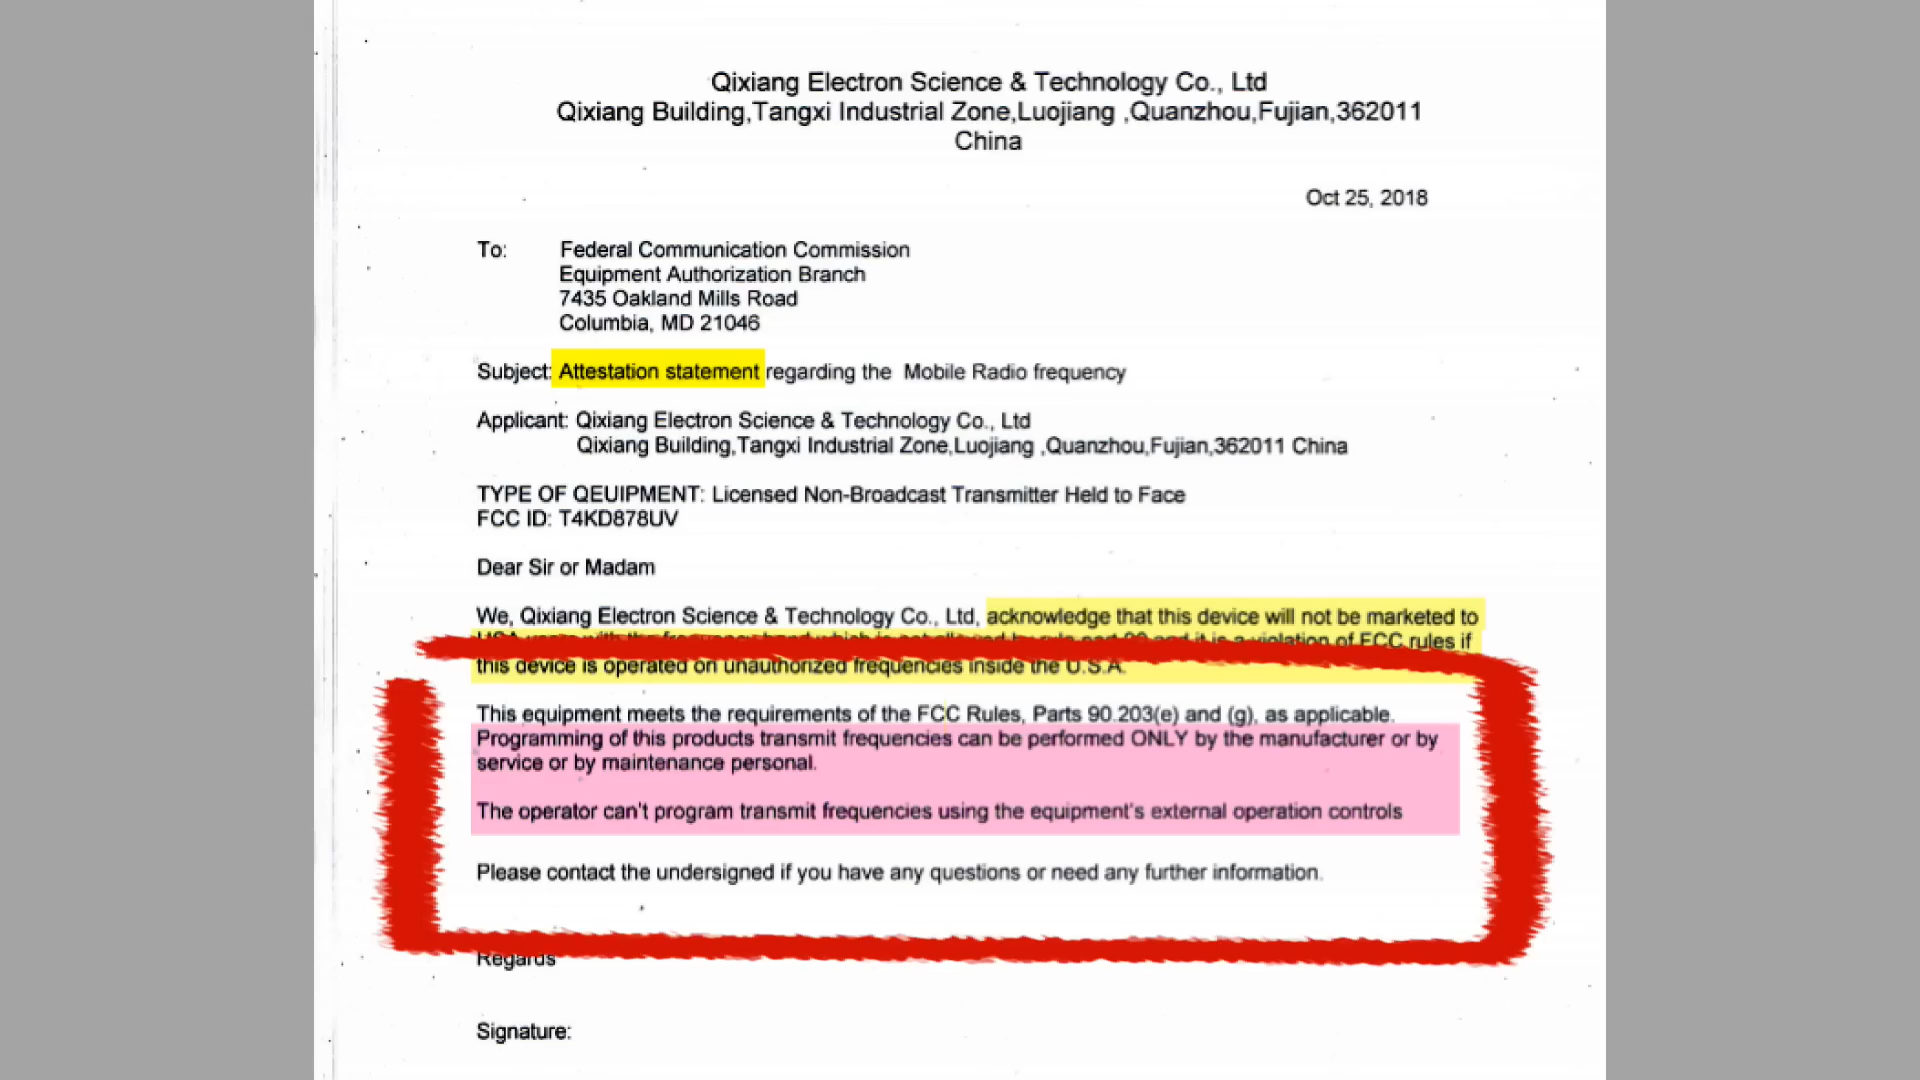 Qixiang Electron Science & Technology Co., Ltd
Qixiang Building,Tangxi Industrial Zone,Luojiang ,Quanzhou,Fujian,362011
China
Oct 25, 2018
To: Federal Communication Commission
Equipment Authorization Branch
7435 Oakland Mills Road
Columbia, MD 21046
Subject: Attestation statement regarding the Mobile Radio frequency
Applicant: Qixiang Electron Science & Technology Co., Ltd
Qixiang Building,Tangxi Industrial Zone,Luojiang ,Quanzhou,Fujian,362011 China
TYPE OF QEUIPMENT: Licensed Non-Broadcast Transmitter Held to Face
FCC ID: T4KD878UV
Dear Sir or Madam
We, Qixiang Electron Science & Technology Co., Ltd, acknowledge that this device will not be marketed to
it is a violation of FCC rules if
this device is operated on unauthorized frequencies inside the U.S.A.
This equipment meets the requirements of the FCC Rules, Parts 90.203(e) and (g), as applicable.
Programming of this products transmit frequencies can be performed ONLY by the manufacturer or by
service or by maintenance personal.
The operator can't program transmit frequencies using the equipment's external operation controls
Please contact the undersigned if you have any questions or need any further information.
Regards
Signature: